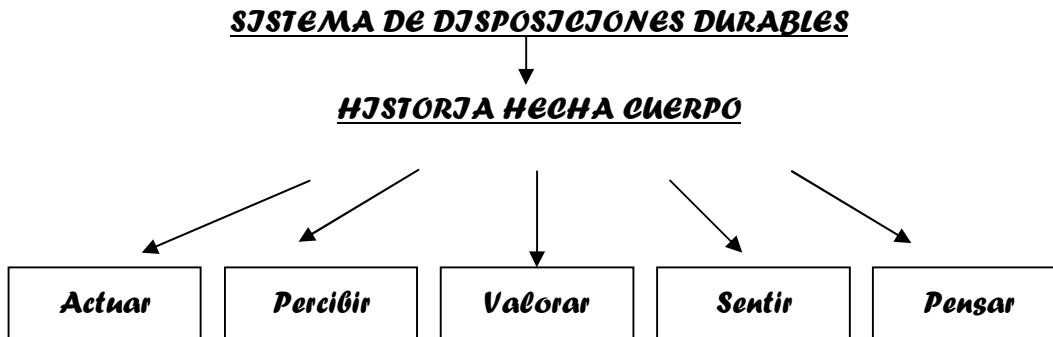 SISTEMA DE DISPOSICIONES DURABLES
HISTORIA HECHA CUERPO
Actuar Percibir Valorar Sentir Pensar